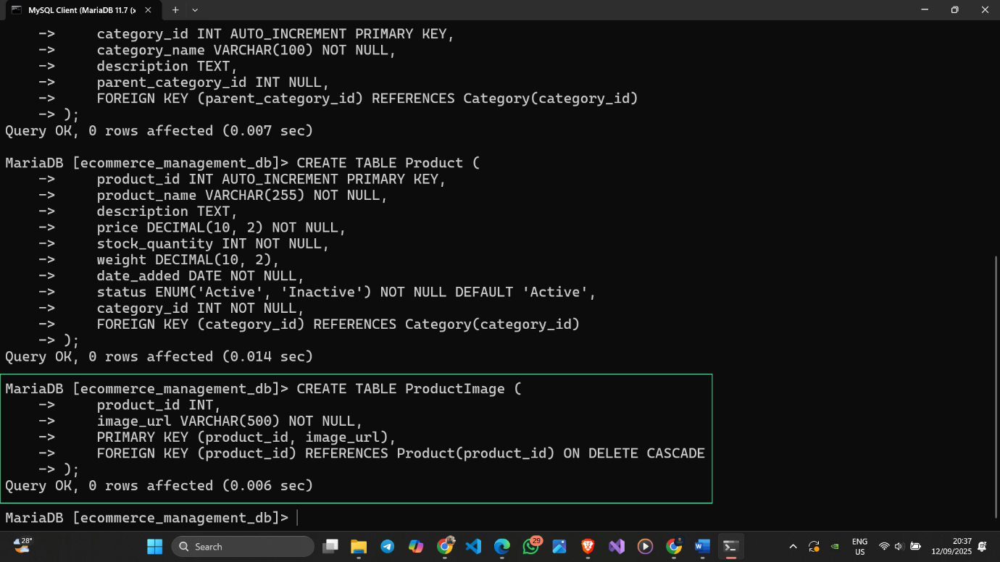 MySQL Client (MariaDB 11.7 (x
-> category_id INT AUTO_INCREMENT PRIMARY KEY,
-> category_name VARCHAR(100) NOT NULL,
-> description TEXT,
-> parent_category_id INT NULL,
-> FOREIGN KEY (parent_category_id) REFERENCES Category(category_id)
-> );
Query OK, 0 rows affected (0.007 sec)
MariaDB [ecommerce_management_db]> CREATE TABLE Product (
-> product_id INT AUTO_INCREMENT PRIMARY KEY,
-> product_name VARCHAR(255) NOT NULL,
-> description TEXT,
-> price DECIMAL(10, 2) NOT NULL,
-> stock_quantity INT NOT NULL,
-> weight DECIMAL(10, 2),
-> date_added DATE NOT NULL,
-> status ENUM('Active', 'Inactive') NOT NULL DEFAULT 'Active',
-> category_id INT NOT NULL,
-> FOREIGN KEY (category_id) REFERENCES Category(category_id)
-> );
Query OK, 0 rows affected (0.014 sec)
MariaDB [ecommerce_management_db]> CREATE TABLE ProductImage (
-> product_id INT,
-> image_url VARCHAR(500) NOT NULL,
-> PRIMARY KEY (product_id, image_url),
-> FOREIGN KEY (product_id) REFERENCES Product(product_id) ON DELETE CASCADE
-> );
Query OK, 0 rows affected (0.006 sec)
MariaDB [ecommerce_management_db]>
28°
Search
29
ENG
US
20:37
12/09/2025